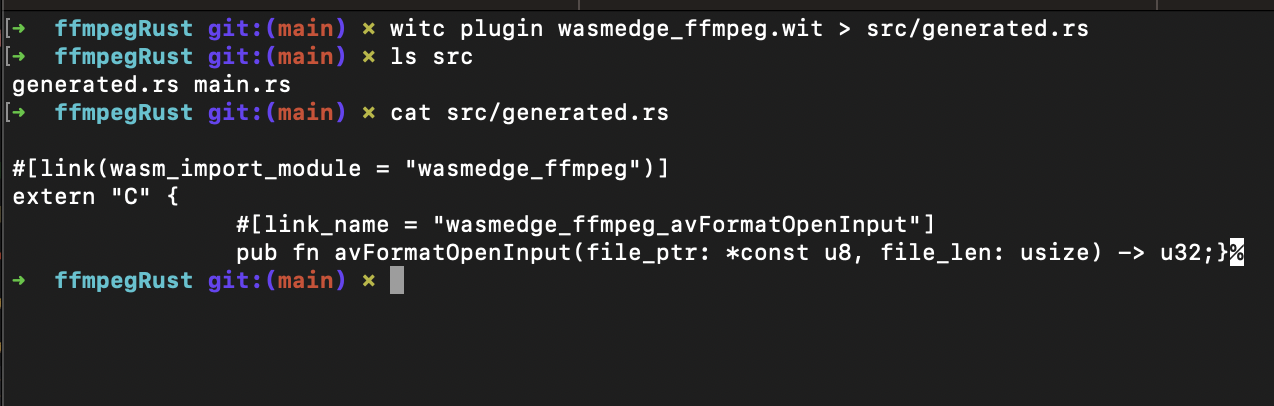 [➜  ffmpegRust git:(main) ✗ witc plugin wasmedge_ffmpeg.wit > src/generated.rs
[➜  ffmpegRust git:(main) ✗ ls src
generated.rs main.rs
[➜  ffmpegRust git:(main) ✗ cat src/generated.rs

#[link(wasm_import_module = "wasmedge_ffmpeg")]
extern "C" {
                #[link_name = "wasmedge_ffmpeg_avFormatOpenInput"]
                pub fn avFormatOpenInput(file_ptr: *const u8, file_len: usize) -> u32;}%
➜  ffmpegRust git:(main) ✗